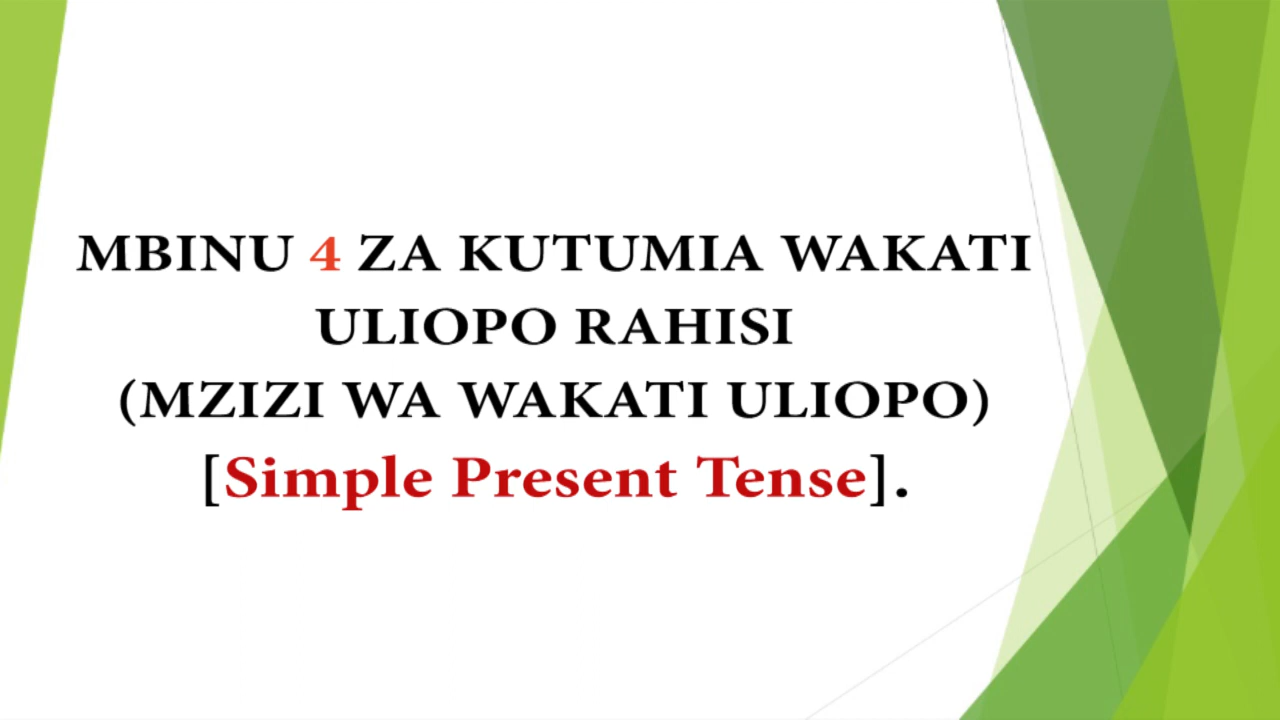 MBINU 4 ZA KUTUMIA WAKATI
ULIOPO RAHISI
(MZIZI WA WAKATI ULIOPO)
[Simple Present Tense].